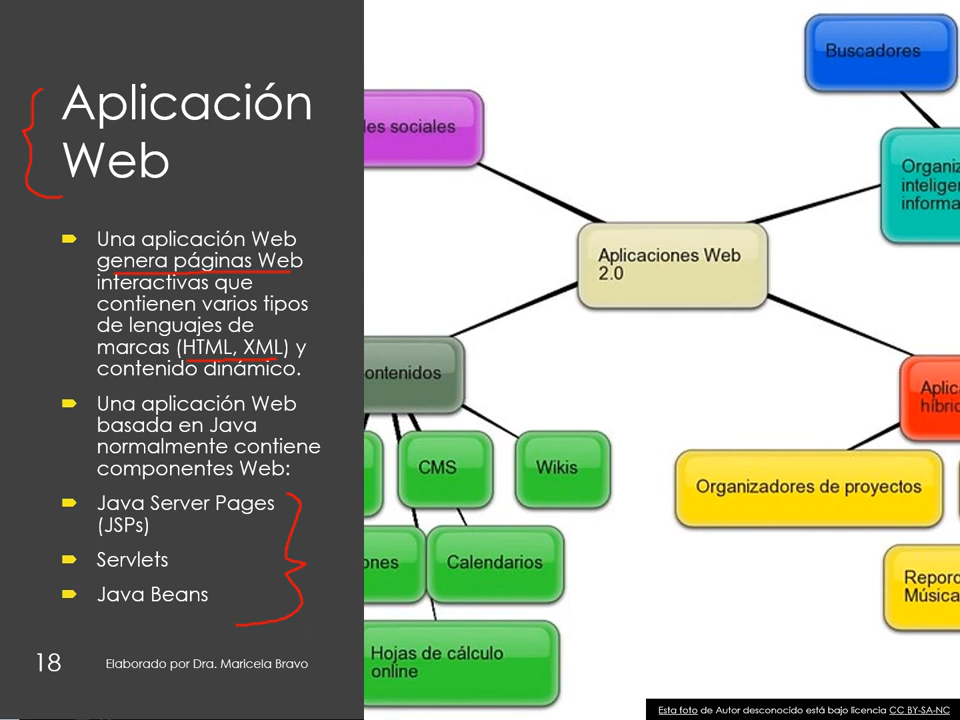 Aplicación
Web
Una aplicación Web
genera páginas Web
interactivas que
contienen varios tipos
de lenguajes de
marcas (HTML, XML) y
contenido dinámico.
Una aplicación Web
basada en Java
normalmente contiene
componentes Web:
Java Server Pages
(JSPs)
Servlets
Java Beans
18
Elaborado por Dra. Maricela Bravo
Buscadores
des sociales
Aplicaciones Web
2.0
ontenidos
CMS
Wikis
Organizadores de proyectos
ones
Calendarios
Hojas de cálculo
online
Música
Esta foto de Autor desconocido está bajo licencia CC BY-SA-NC